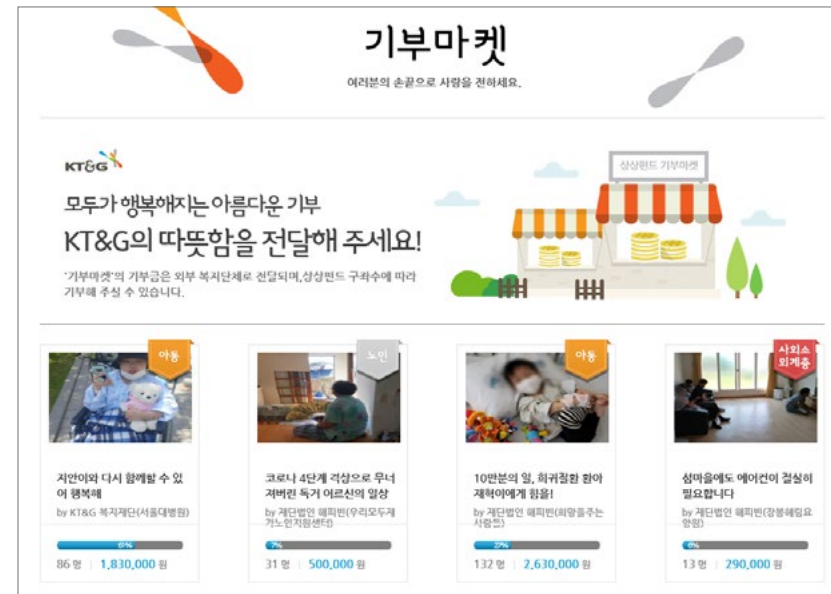 기부마켓
여러분의 손끝으로 사랑을 전하세요.
KT&G
상상펀드 기부마켓
모두가 행복해지는 아름다운 기부
KT&G의 따뜻함을 전달해 주세요!
'기부마켓'의 기부금은 외부 복지단체로 전달되며,상상펀드 구좌수에 따라
기부해 주실 수 있습니다.
아동
노인
아동
사회소
외계층
지안이와 다시 함께할 수 있
어 행복해
by KT&G 복지재단(서울대병원)
61%
86 명 | 1,830,000 원
코로나 4단계 격상으로 무너
져버린 독거 어르신의 일상
by 재단법인 해피빈(우리모두재
가노인지원센터)
7%
31 명 | 500,000 원
10만분의 일, 희귀질환 환아
재혁이에게 힘을!
by 재단법인 해피빈(희망을주는
사람들)
27%
132 명 | 2,630,000 원
섬마을에도 에어컨이 절실히
필요합니다
by 재단법인 해피빈(장봉혜림요
양원)
13 명 | 290,000 원